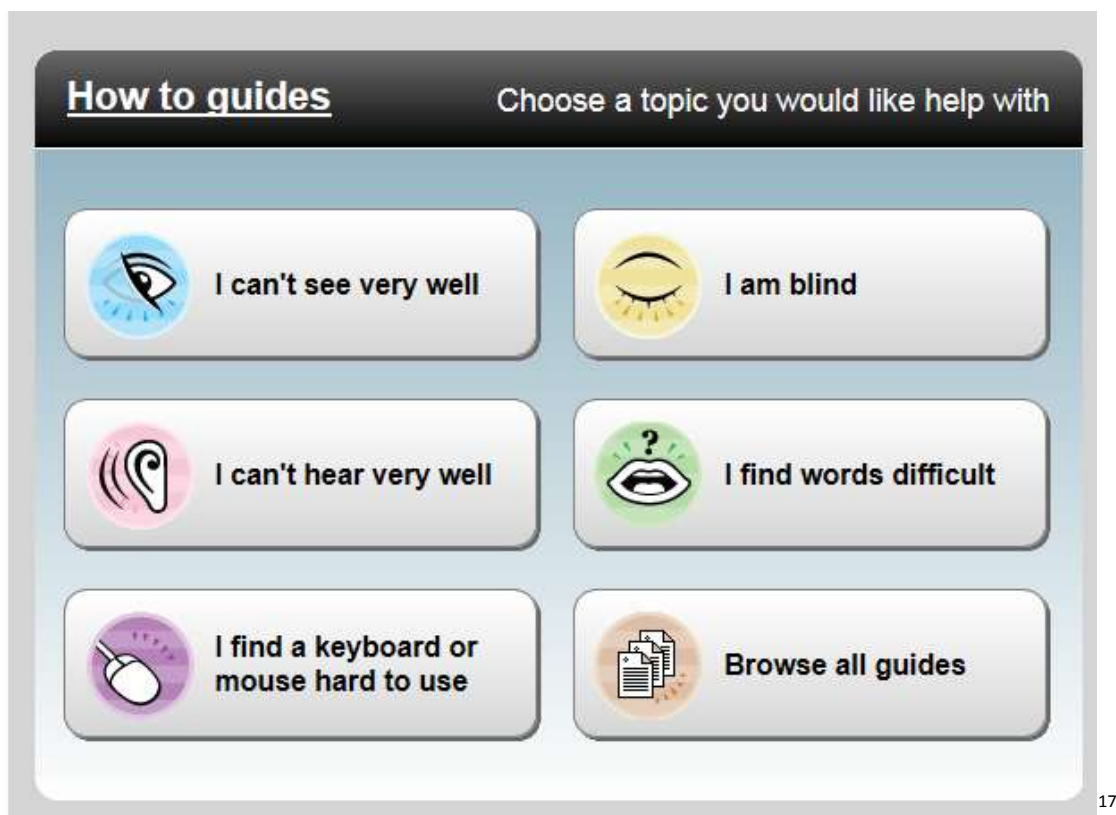 How to guides
Choose a topic you would like help with
I can't see very well
I am blind
I can't hear very well
?
I find words difficult
I find a keyboard or
mouse hard to use
Browse all guides
17